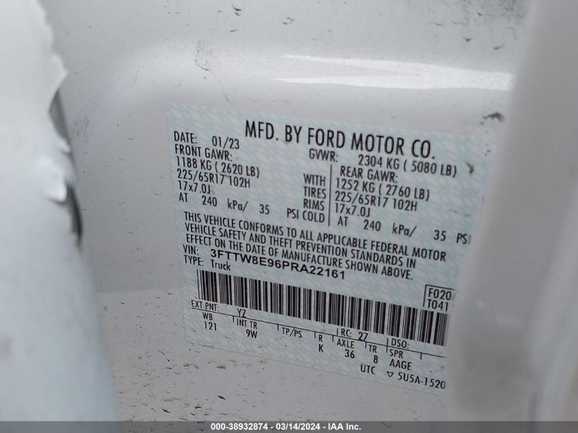 MFD. BY FORD MOTOR CO.
DATE: 01/23 GVWR: 2304 KG ( 5080 LB)
FRONT GAWR: REAR GAWR:
1188 KG ( 2620 LB) WITH 1252 KG ( 2760 LB)
225/65R17 102H TIRES 225/65R17 102H
17x7.0J RIMS 17x7.0J
AT 240 kPa/ 35 PSI COLD AT 240 kPa/ 35 PSI
THIS VEHICLE CONFORMS TO ALL APPLICABLE FEDERAL MOTOR
VEHICLE SAFETY AND THEFT PREVENTION STANDARDS IN
EFFECT ON THE DATE OF MANUFACTURE SHOWN ABOVE.
VIN: 3FTTW8E96PRA22161
TYPE: Truck
F020
T041
EXT PNT: YZ RC: 27 DSO:
WB INT TR TP/PS R AXLE TR SPR
121 9W K 36 8 AAGE
UTC ▽ 5U5A-1520
000-38932874 - 03/14/2024 - IAA Inc.